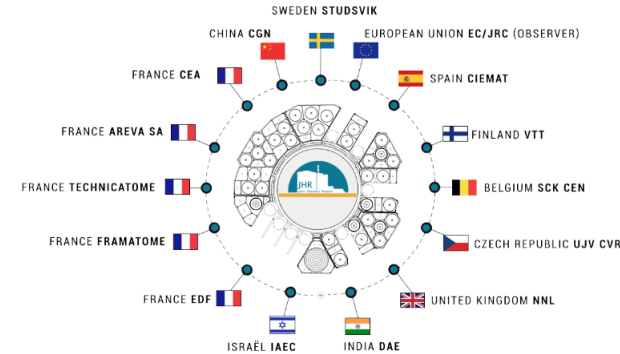 SWEDEN STUDSVIK
CHINA CGN
EUROPEAN UNION EC/JRC (OBSERVER)
FRANCE CEA
SPAIN CIEMAT
FRANCE AREVA SA
FINLAND VTT
JHR
FRANCE TECHNICATOME
BELGIUM SCK CEN
FRANCE FRAMATOME
CZECH REPUBLIC UJV CVR
FRANCE EDF
UNITED KINGDOM NNL
ISRAËL IAEC
INDIA DAE